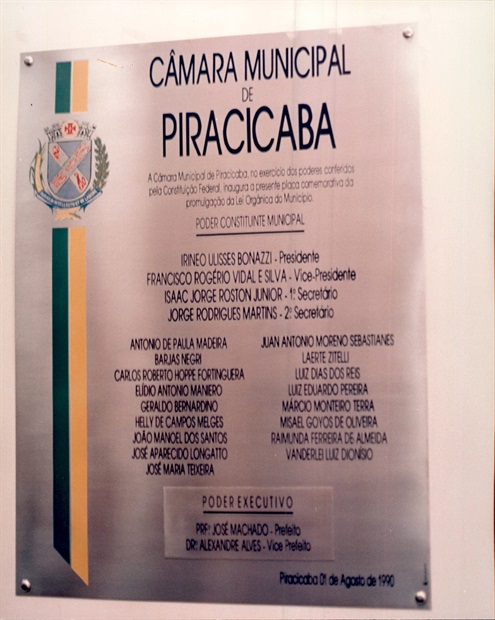 CÂMARA MUNICIPAL
DE
PIRACICABA
A Câmara Municipal de Piracicaba, no exercício dos poderes conferidos
pela Constituição Federal, inaugura a presente placa comemorativa da
promulgação da Lei Orgânica do Município.
PODER CONSTITUINTE MUNICIPAL
IRINEO ULISSES BONAZZI - Presidente
FRANCISCO ROGÉRIO VIDAL E SILVA - Vice-Presidente
ISAAC JORGE ROSTON JUNIOR - 1º Secretário
JORGE RODRIGUES MARTINS - 2º Secretário
ANTONIO DE PAULA MADEIRA
BARJAS NEGRI
CARLOS ROBERTO HOPPE FORTINGUERA
ELÍDIO ANTONIO MANIERO
GERALDO BERNARDINO
HELLY DE CAMPOS MELGES
JOÃO MANOEL DOS SANTOS
JOSÉ APARECIDO LONGATTO
JOSÉ MARIA TEIXEIRA
JUAN ANTONIO MORENO SEBASTIANES
LAERTE ZITELLI
LUIZ DIAS DOS REIS
LUIZ EDUARDO PEREIRA
MÁRCIO MONTEIRO TERRA
MISAEL GOYOS DE OLIVEIRA
RAIMUNDA FERREIRA DE ALMEIDA
VANDERLEI LUIZ DIONÍSIO
PODER EXECUTIVO
PRFº JOSÉ MACHADO - Prefeito
DRº ALEXANDRE ALVES - Vice Prefeito
Piracicaba 01 de Agosto de 1990